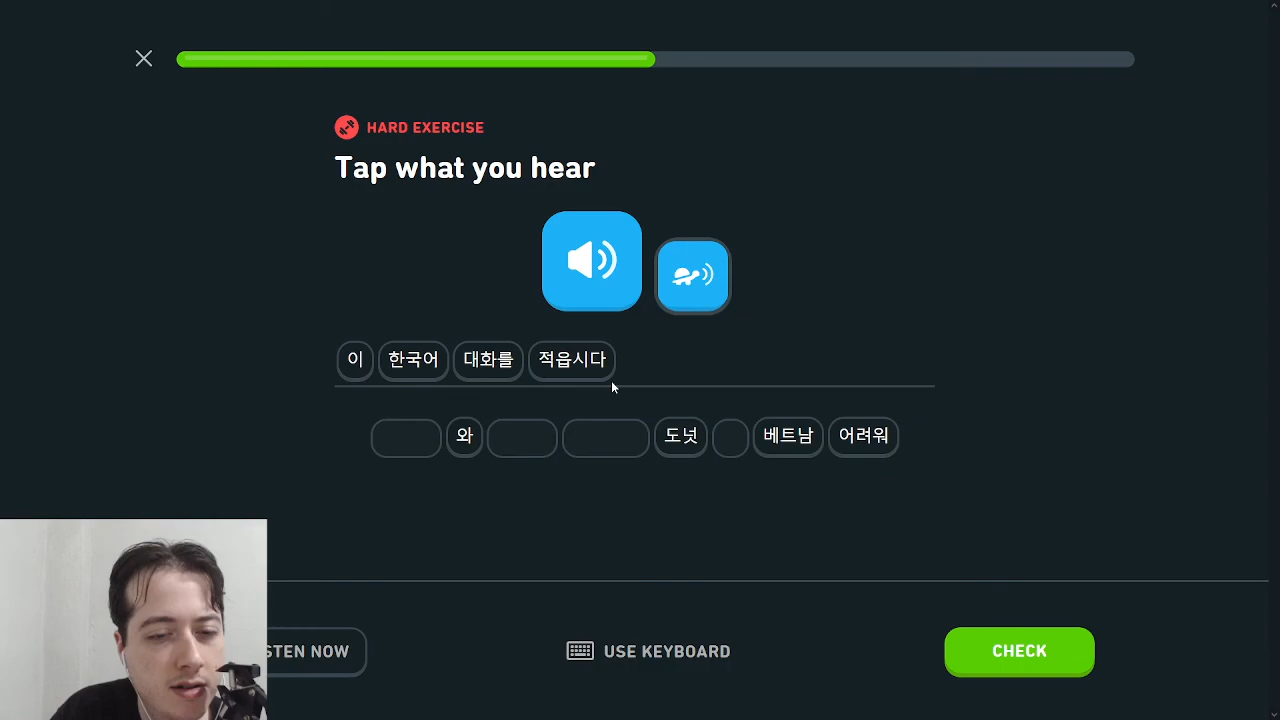 HARD EXERCISE
Tap what you hear
이 한국어 대화를 적읍시다
와 도넛 베트남 어려워
STEN NOW
USE KEYBOARD
CHECK